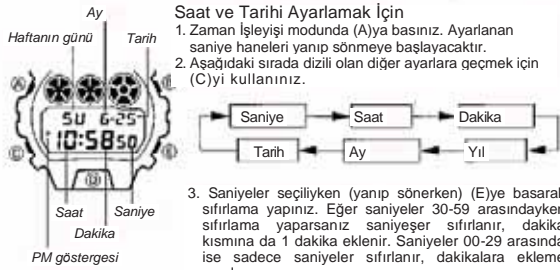 Ay
Haftanın günü
Tarih
(A)
SU 6-25
10:58 50
(C)
(E)
(D)
Saat
Saniye
Dakika
PM göstergesi
Saat ve Tarihi Ayarlamak İçin
1. Zaman İşleyişi modunda (A)ya basınız. Ayarlanan
saniye haneleri yanıp sönmeye başlayacaktır.
2. Aşağıdaki sırada dizili olan diğer ayarlara geçmek için
(C)yi kullanınız.
Saniye
Saat
Dakika
Tarih
Ay
Yıl
3. Saniyeler seçiliyken (yanıp sönerken) (E)ye basarak
sıfırlama yapınız. Eğer saniyeler 30-59 arasındayken
sıfırlama yaparsanız saniyeşer sıfırlanır, dakika
kısmına da 1 dakika eklenir. Saniyeler 00-29 arasında
ise sadece saniyeler sıfırlanır, dakikalara ekleme